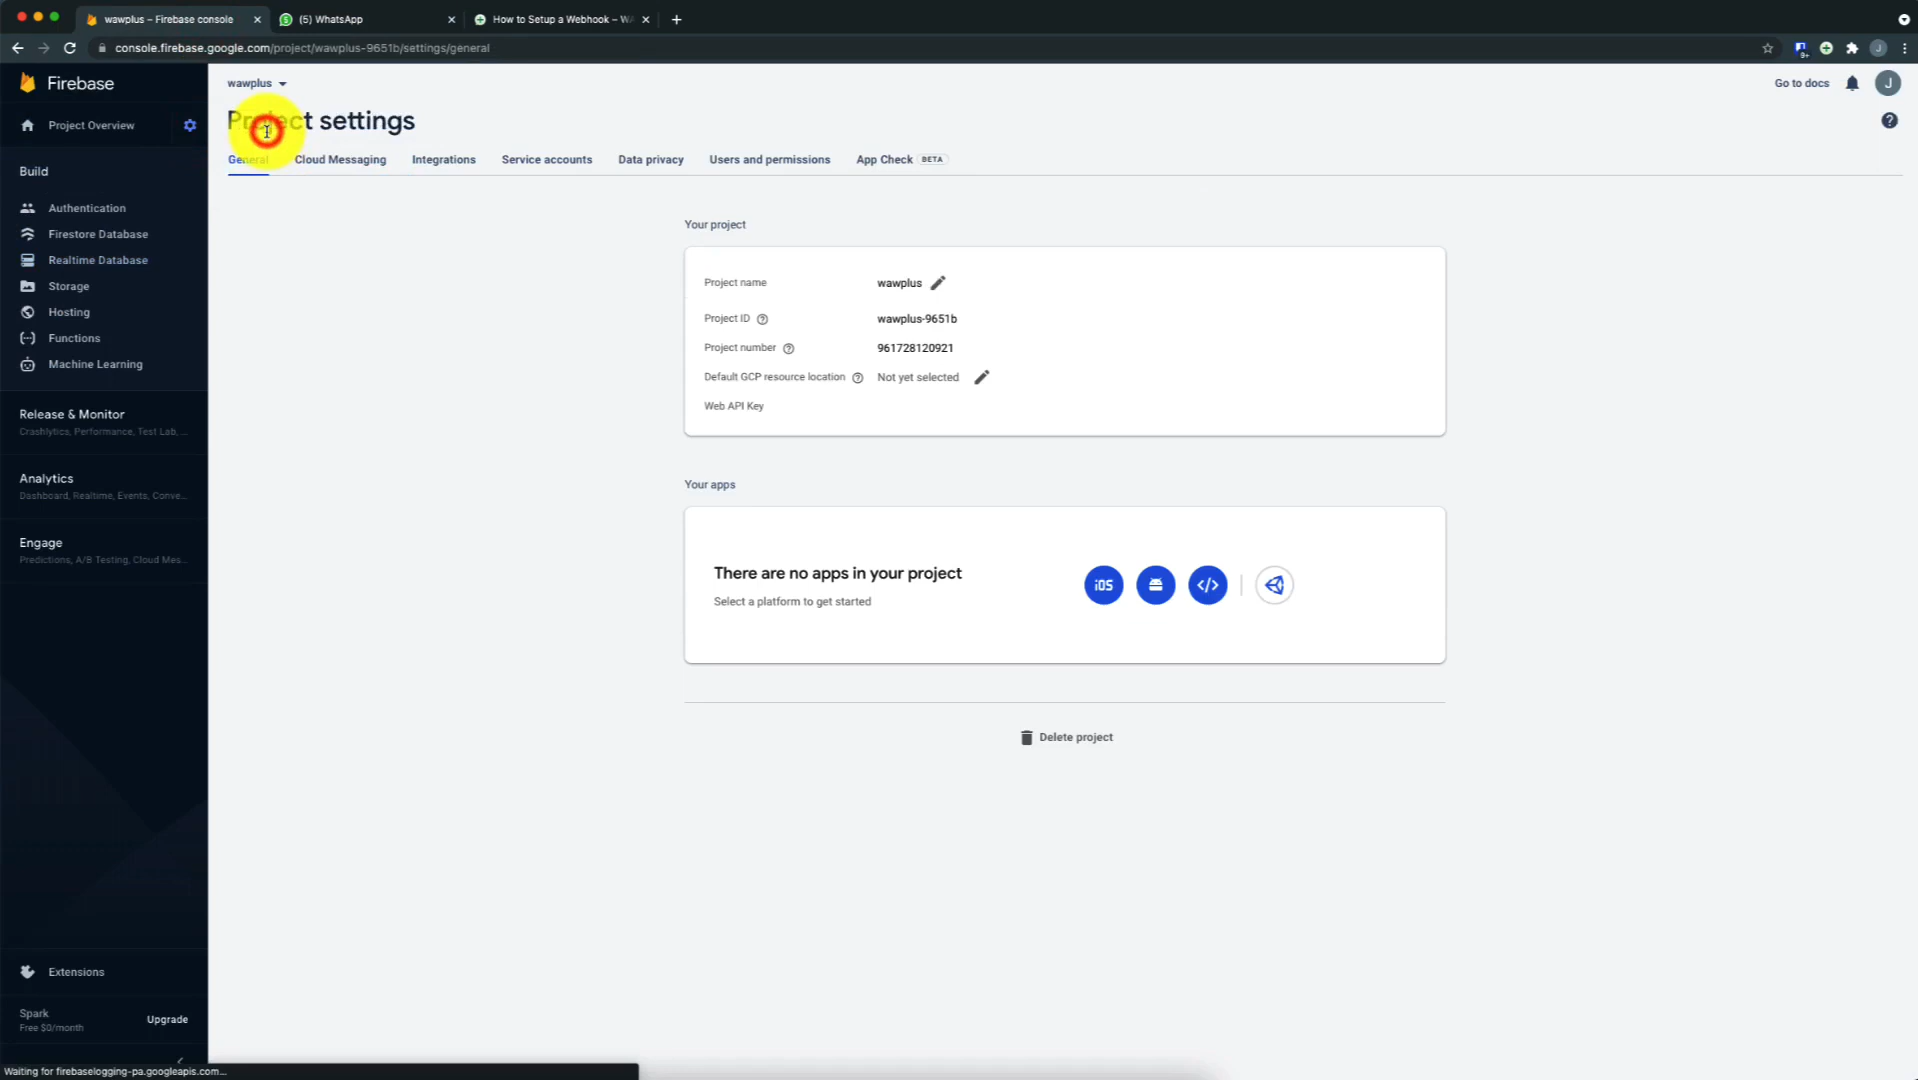 wawplus – Firebase console
(5) WhatsApp
How to Setup a Webhook – WA
console.firebase.google.com/project/wawplus-9651b/settings/general
9+
J
Firebase
wawplus
Go to docs
J
Project Overview
Project settings
General
Cloud Messaging
Integrations
Service accounts
Data privacy
Users and permissions
App Check BETA
Build
Authentication
Firestore Database
Realtime Database
Storage
Hosting
Functions
Machine Learning
Release & Monitor
Crashlytics, Performance, Test Lab, ...
Analytics
Dashboard, Realtime, Events, Conve...
Engage
Predictions, A/B Testing, Cloud Mes...
Extensions
Spark
Free $0/month
Upgrade
Your project
Project name
wawplus
Project ID
wawplus-9651b
Project number
961728120921
Default GCP resource location
Not yet selected
Web API Key
Your apps
There are no apps in your project
Select a platform to get started
iOS
Delete project
Waiting for firebaselogging-pa.googleapis.com...